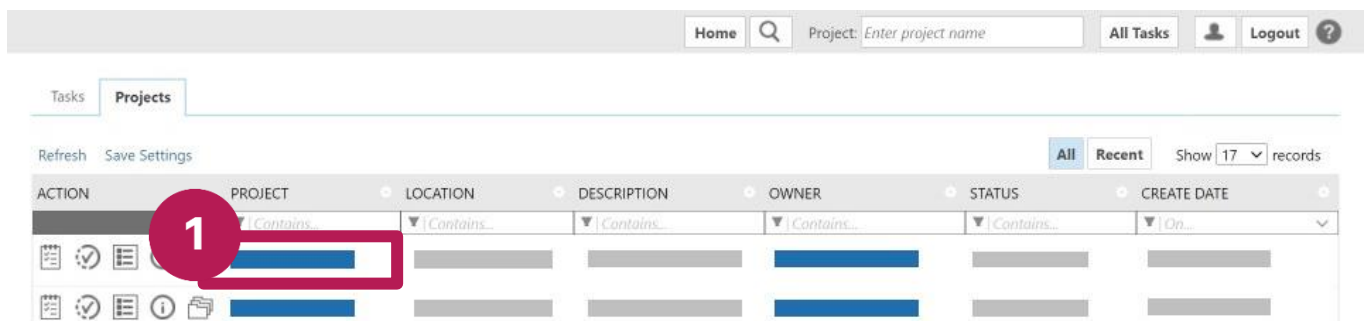 Home Project: Enter project name All Tasks Logout ?
Tasks Projects
Refresh Save Settings All Recent Show 17 records
ACTION PROJECT LOCATION DESCRIPTION OWNER STATUS CREATE DATE
1 Contains... Contains... Contains... Contains... Contains... On...